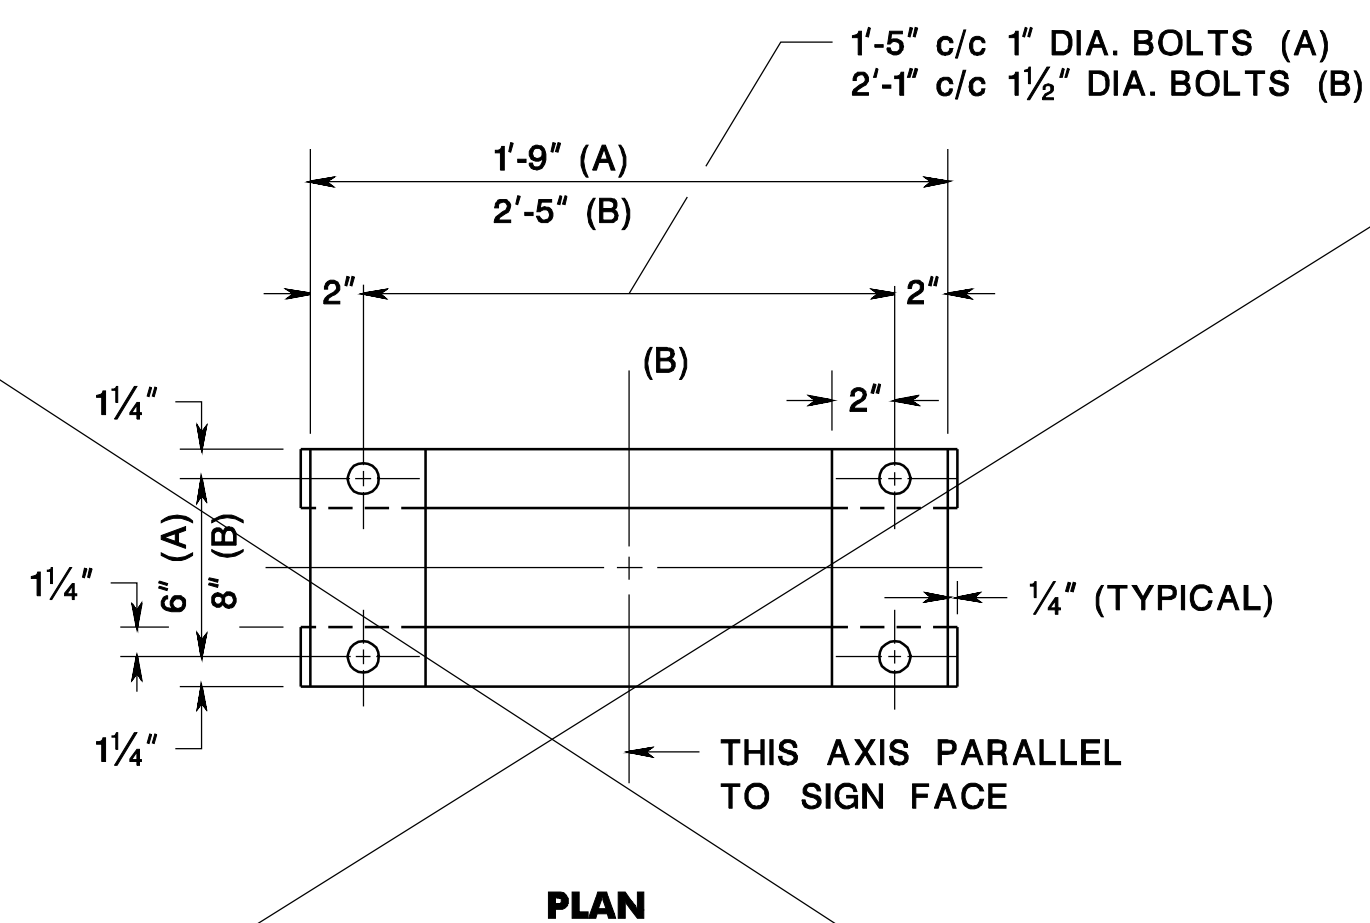 1'-5" c/c 1" DIA. BOLTS (A)
2'-1" c/c 1½" DIA. BOLTS (B)
1'-9" (A)
2'-5" (B)
2"
2"
(B)
2"
1¼"
6" (A)
8" (B)
1¼"
¼" (TYPICAL)
1¼"
THIS AXIS PARALLEL
TO SIGN FACE
PLAN